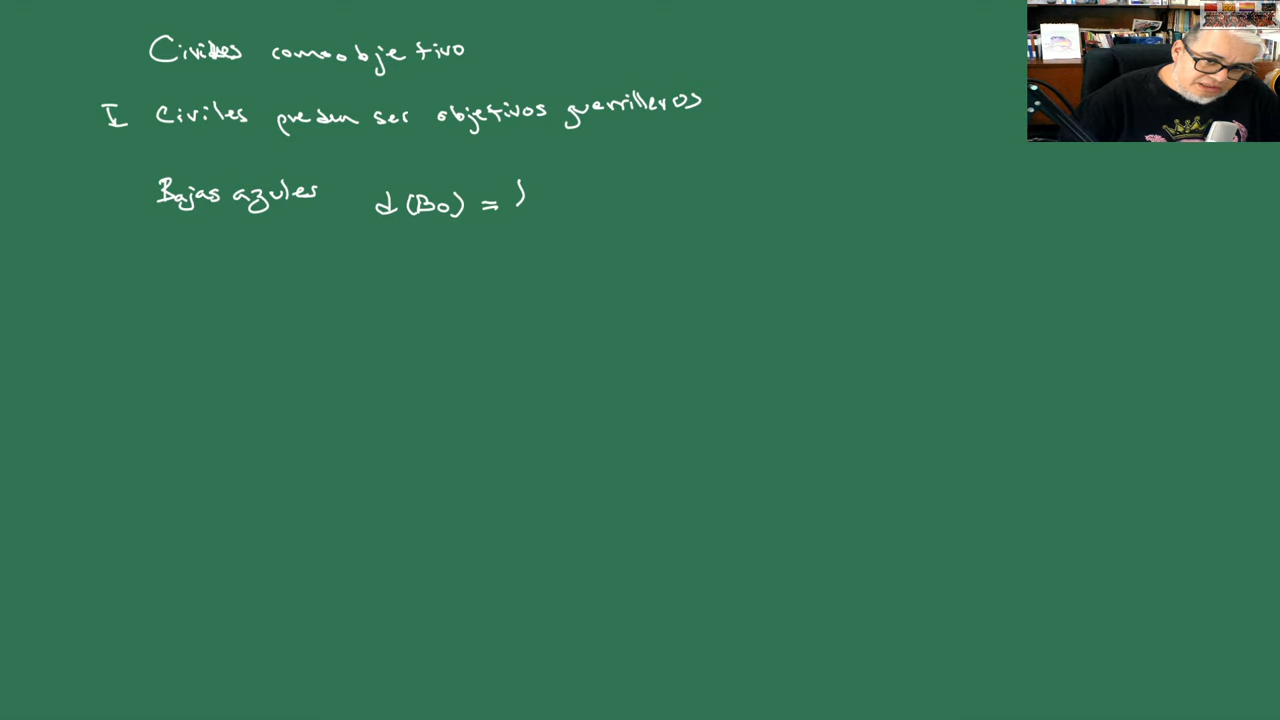 Civiles como objetivo
I Civiles pueden ser objetivos guerrilleros
Bajas azules d(Bo) =